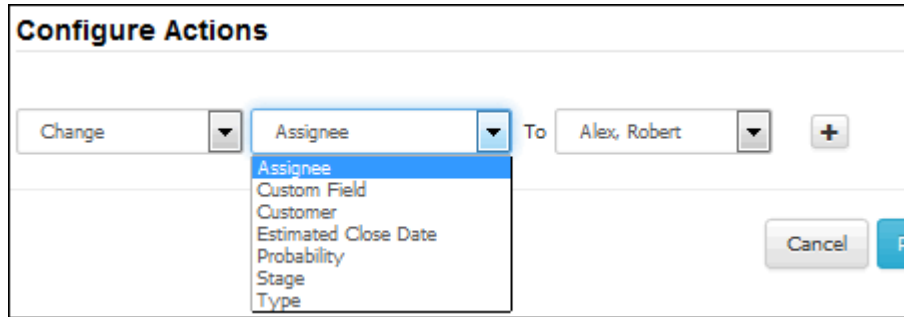 Configure Actions
Change Assignee To Alex, Robert +
Assignee
Custom Field
Customer
Estimated Close Date
Probability
Stage
Type
Cancel